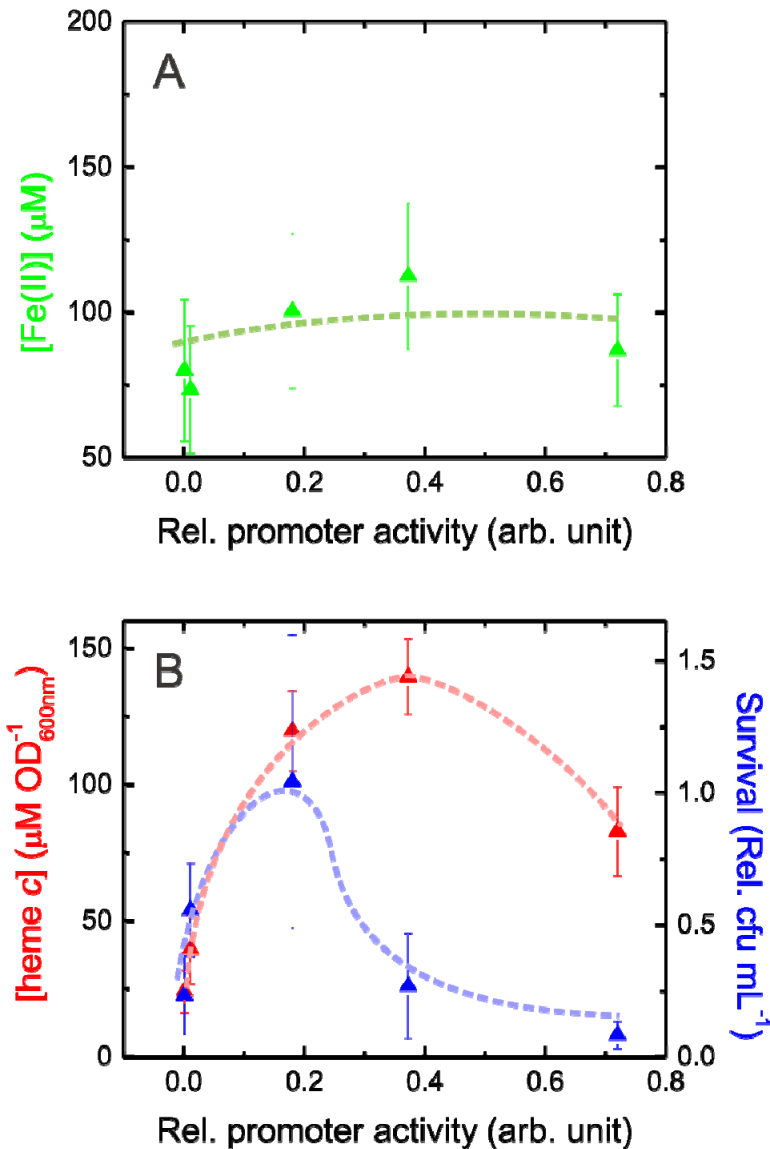 A
200
150
100
50
[Fe(II)] (μM)
0.0 0.2 0.4 0.6 0.8
Rel. promoter activity (arb. unit)
B
150
100
50
0
[heme c] (μM OD⁻¹600nm)
1.5
1.0
0.5
0.0
Survival (Rel. cfu mL⁻¹)
0.0 0.2 0.4 0.6 0.8
Rel. promoter activity (arb. unit)